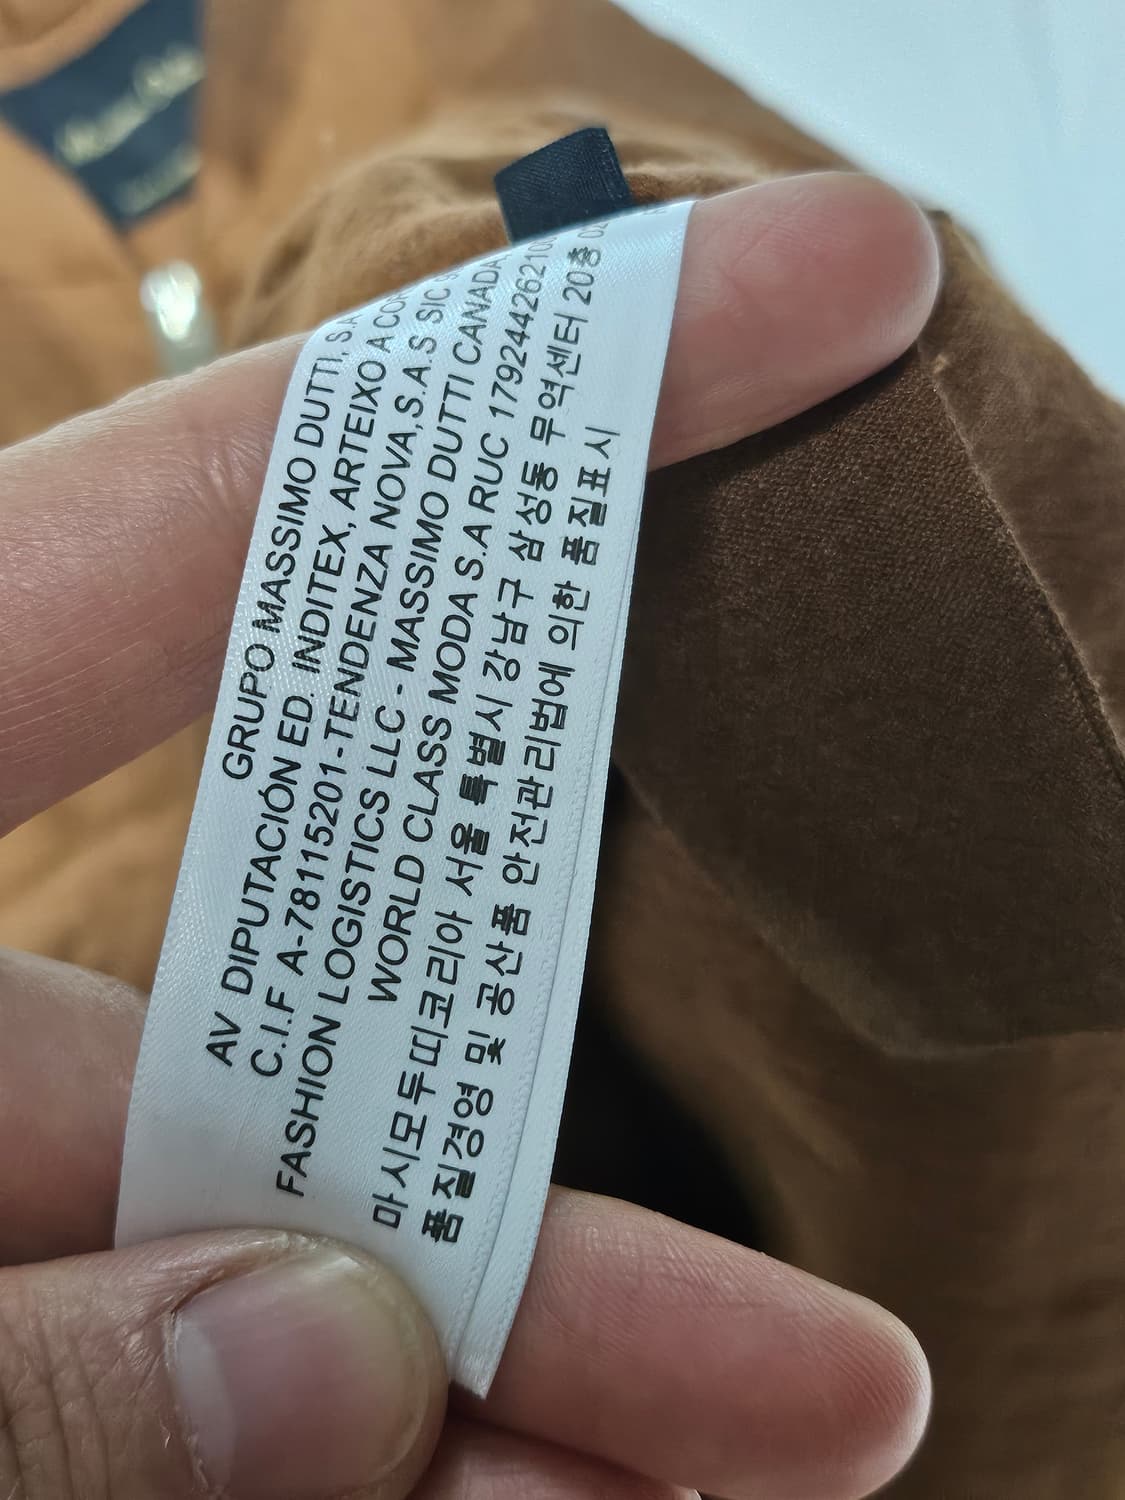 GRUPO MASSIMO DUTTI, S.A
AV DIPUTACIÓN ED. INDITEX, ARTEIXO A COR
C.I.F A-78115201-TENDENZA NOVA,S.A.S SIC
FASHION LOGISTICS LLC - MASSIMO DUTTI CANADA
WORLD CLASS MODA S.A RUC 1792442621
마시모두띠코리아 서울 특별시 강남구 삼성동 무역센터 20층
품질경영 및 공산품 안전관리법에 의한 품질표시